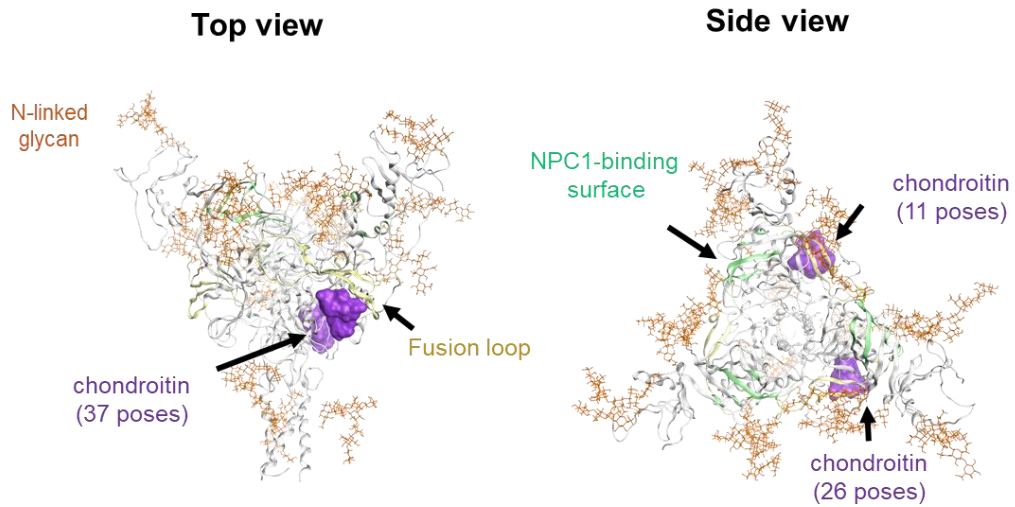 Top view
Side view
N-linked
glycan
NPC1-binding
surface
chondroitin
(11 poses)
Fusion loop
chondroitin
(37 poses)
chondroitin
(26 poses)